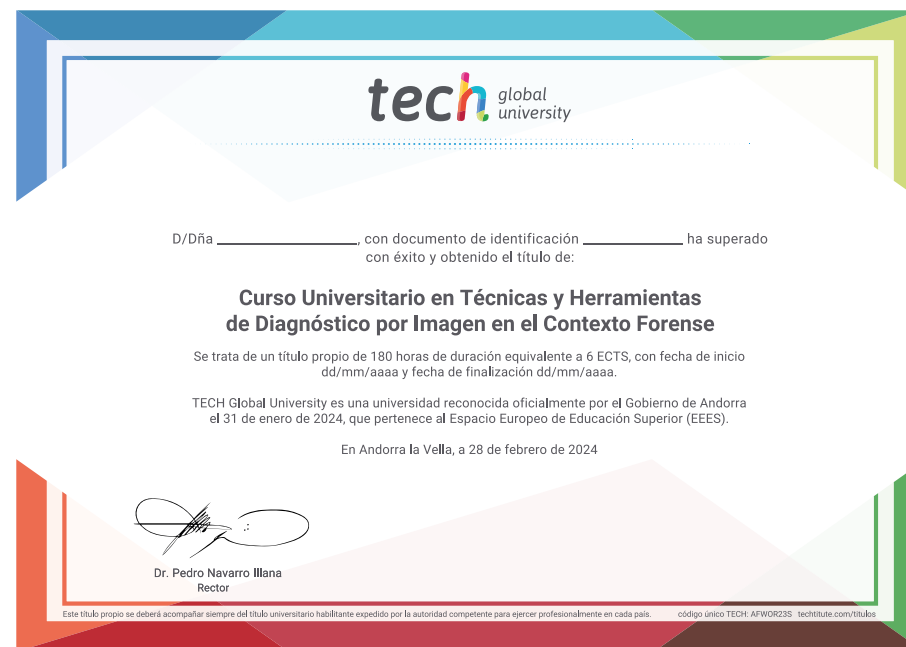 tech global university
D/Dña ____________, con documento de identificación ____________ ha superado
con éxito y obtenido el título de:
Curso Universitario en Técnicas y Herramientas
de Diagnóstico por Imagen en el Contexto Forense
Se trata de un título propio de 180 horas de duración equivalente a 6 ECTS, con fecha de inicio
dd/mm/aaaa y fecha de finalización dd/mm/aaaa.
TECH Global University es una universidad reconocida oficialmente por el Gobierno de Andorra
el 31 de enero de 2024, que pertenece al Espacio Europeo de Educación Superior (EEES).
En Andorra la Vella, a 28 de febrero de 2024
Dr. Pedro Navarro Illana
Rector
Este título propio se deberá acompañar siempre del título universitario habilitante expedido por la autoridad competente para ejercer profesionalmente en cada país. código único TECH: AFWOR23S techtitute.com/titulos